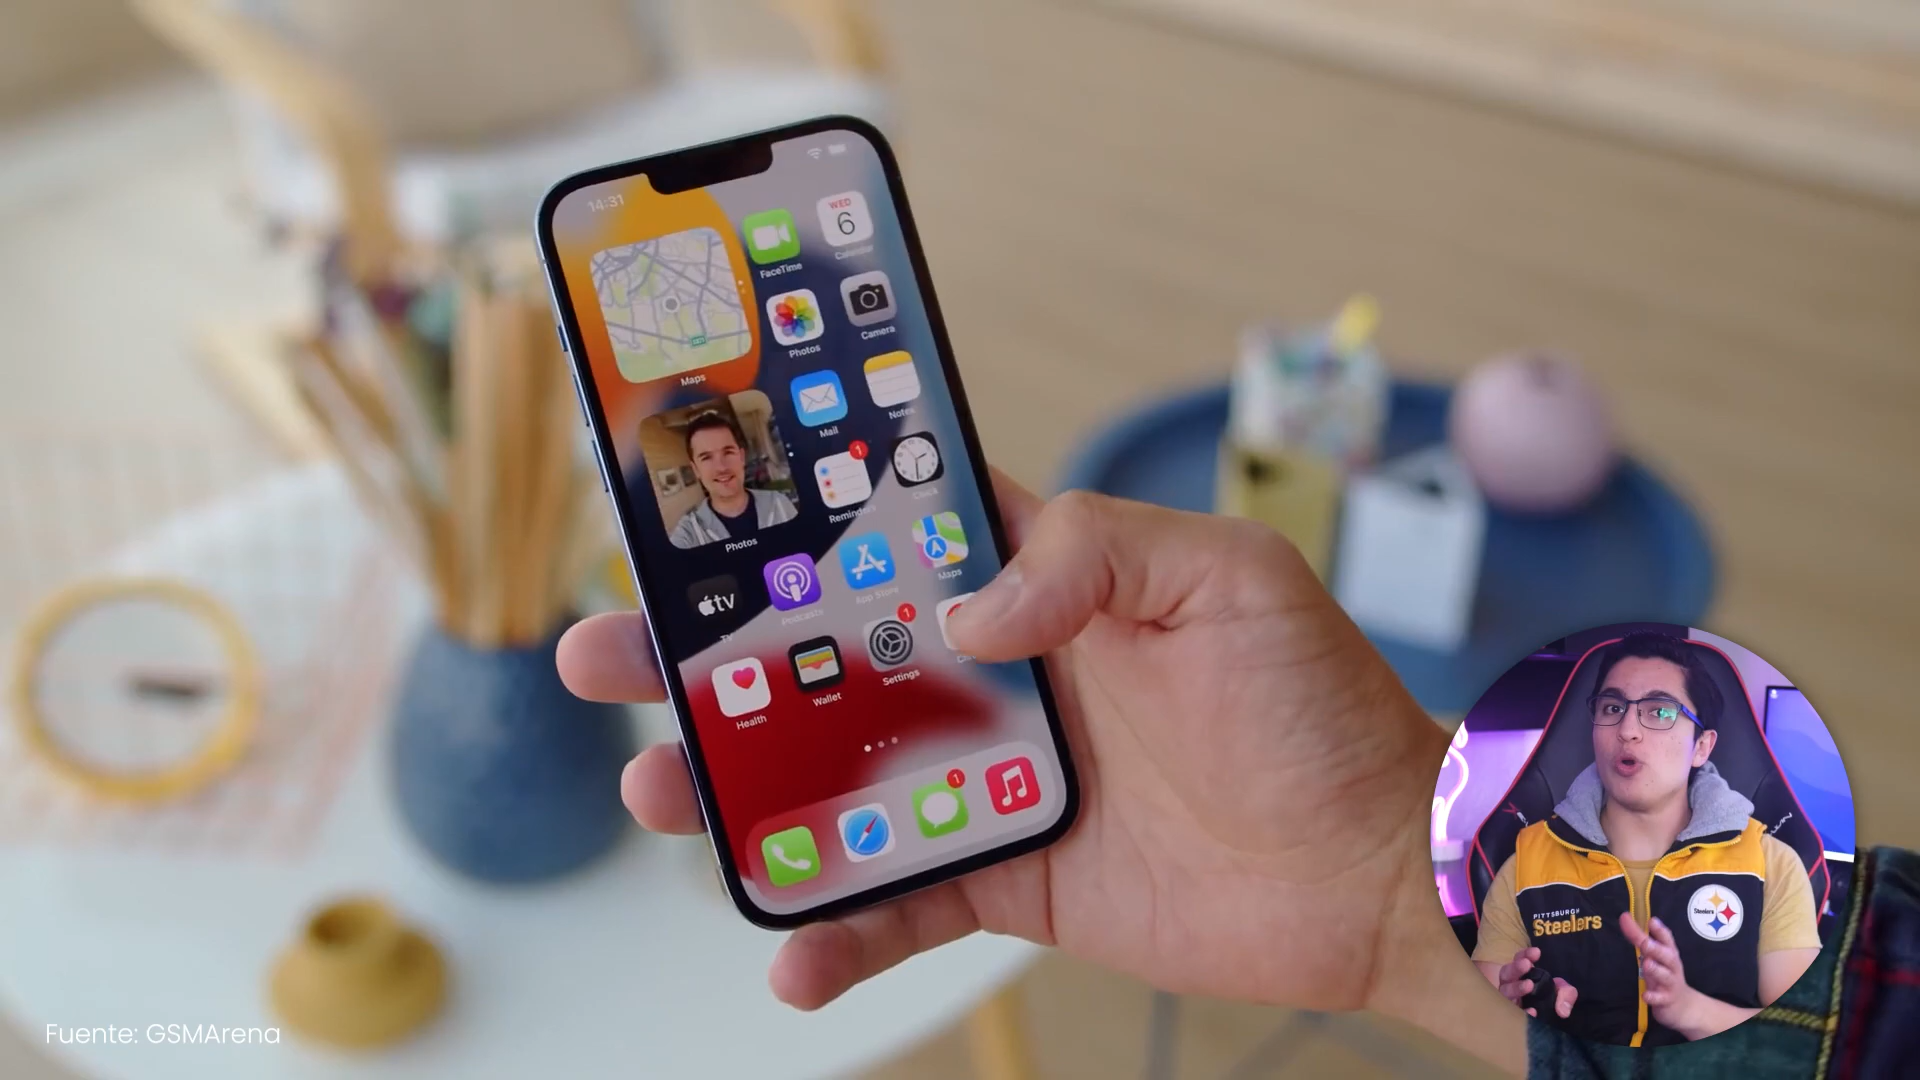 14:31
WED
6
Calendar
FaceTime
Photos
Camera
Maps
Mail
Notes
1
Reminders
Photos
tv
TV
Podcasts
App Store
Maps
1
Settings
Wallet
Health
1
PITTSBURGH
Steelers
Steelers
Fuente: GSMArena